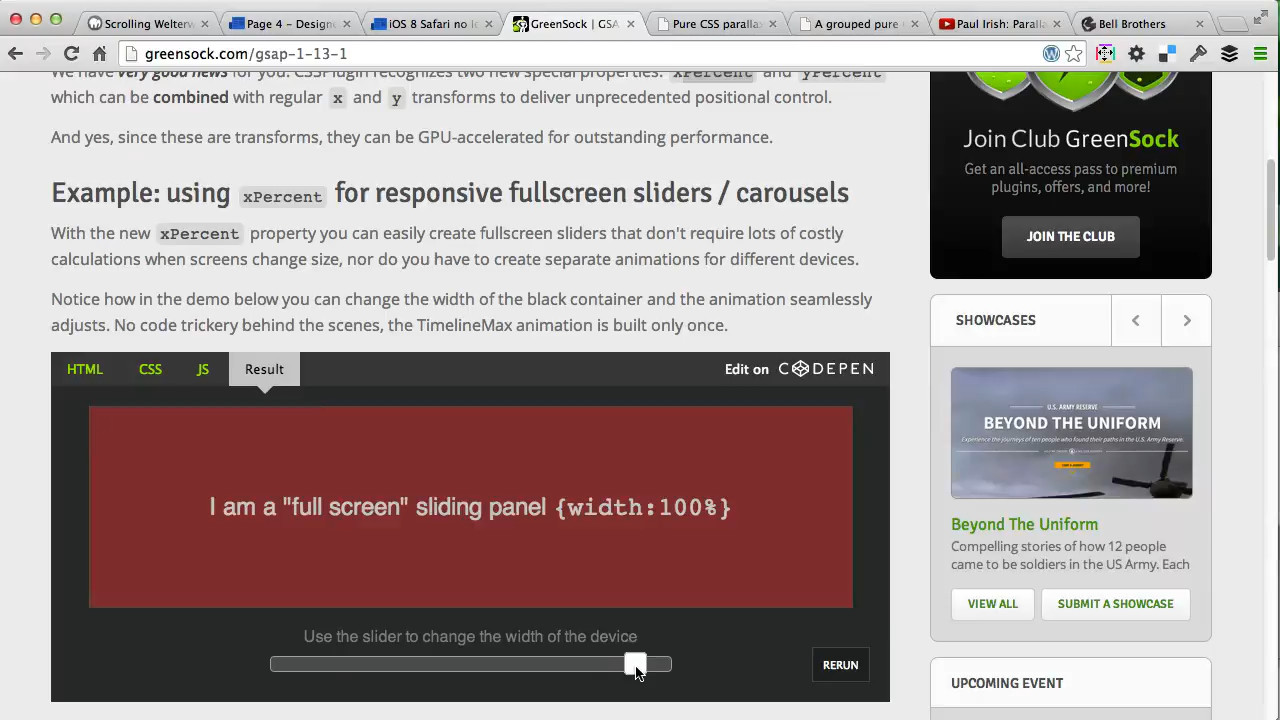 Scrolling Welterw
Page 4 – Designe
iOS 8 Safari no le
GreenSock | GSA
Pure CSS parallax
A grouped pure
Paul Irish: Paralla
Bell Brothers
greensock.com/gsap-1-13-1
We have very good news for you. CSSPlugin recognizes two new special properties: xPercent and yPercent
which can be combined with regular x and y transforms to deliver unprecedented positional control.
And yes, since these are transforms, they can be GPU-accelerated for outstanding performance.
Example: using xPercent for responsive fullscreen sliders / carousels
With the new xPercent property you can easily create fullscreen sliders that don't require lots of costly
calculations when screens change size, nor do you have to create separate animations for different devices.
Notice how in the demo below you can change the width of the black container and the animation seamlessly
adjusts. No code trickery behind the scenes, the TimelineMax animation is built only once.
HTML CSS JS Result
Edit on CODEPEN
I am a "full screen" sliding panel {width:100%}
Use the slider to change the width of the device
RERUN
Join Club GreenSock
Get an all-access pass to premium
plugins, offers, and more!
JOIN THE CLUB
SHOWCASES
U.S. ARMY RESERVE
BEYOND THE UNIFORM
Experience the journeys of ten people who found their paths in the U.S. Army Reserve.
Beyond The Uniform
Compelling stories of how 12 people
came to be soldiers in the US Army. Each
VIEW ALL
SUBMIT A SHOWCASE
UPCOMING EVENT